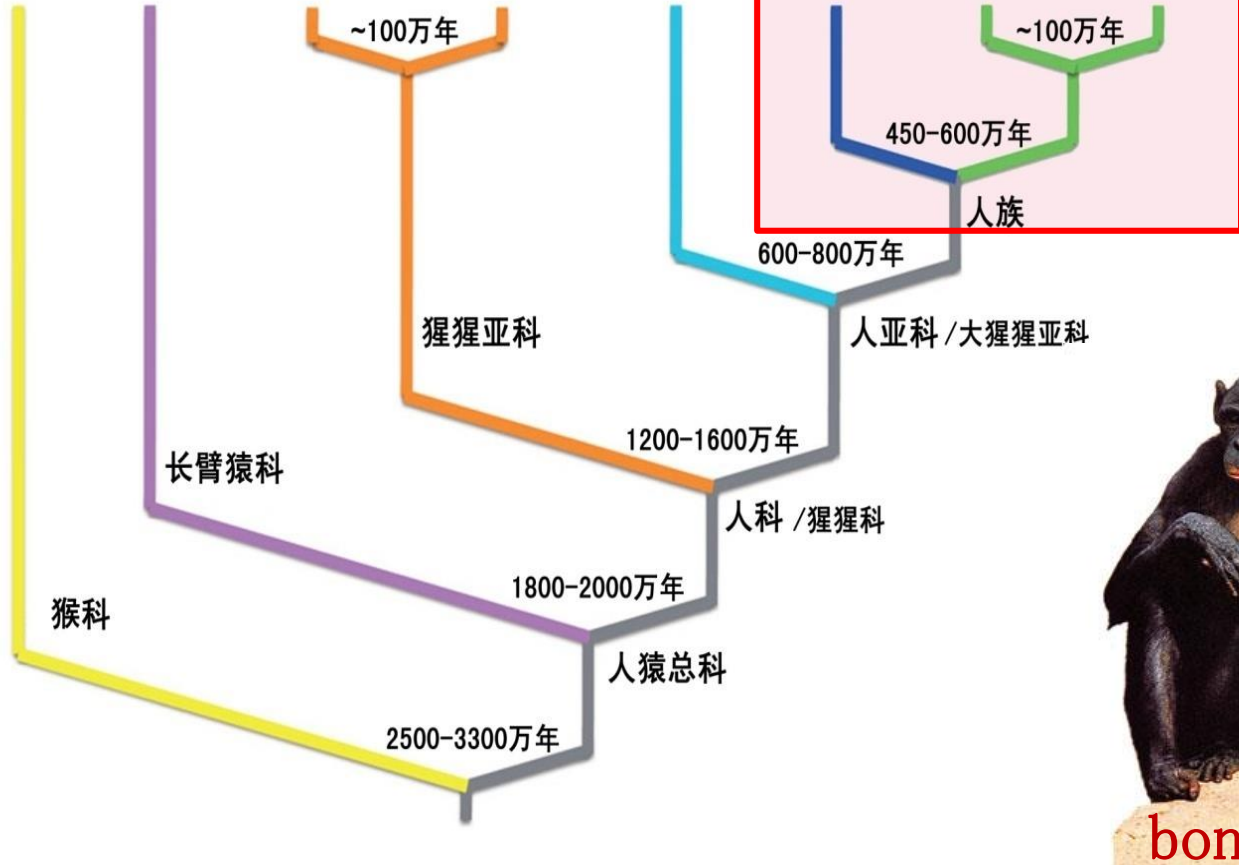 ~100万年
~100万年
450-600万年
人族
600-800万年
猩猩亚科
人亚科 /大猩猩亚科
1200-1600万年
长臂猿科
人科 /猩猩科
1800-2000万年
猴科
人猿总科
2500-3300万年
bon